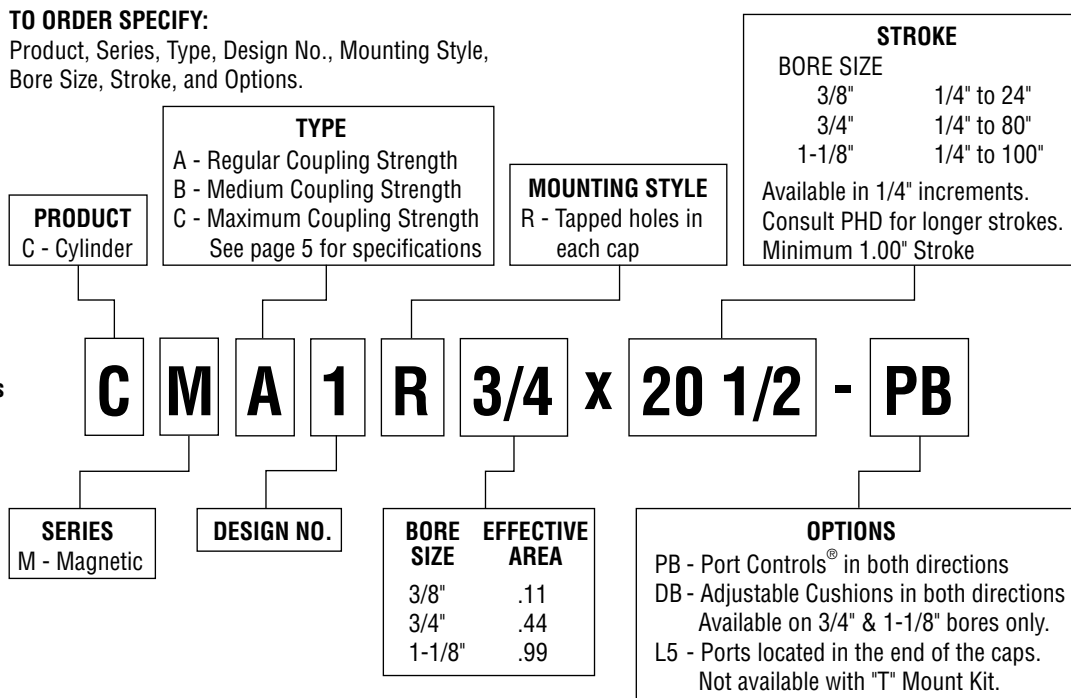 TO ORDER SPECIFY:
Product, Series, Type, Design No., Mounting Style,
Bore Size, Stroke, and Options.
PRODUCT
C - Cylinder
TYPE
A - Regular Coupling Strength
B - Medium Coupling Strength
C - Maximum Coupling Strength
See page 5 for specifications
MOUNTING STYLE
R - Tapped holes in
each cap
STROKE
BORE SIZE
3/8" 1/4" to 24"
3/4" 1/4" to 80"
1-1/8" 1/4" to 100"
Available in 1/4" increments.
Consult PHD for longer strokes.
Minimum 1.00" Stroke
s
C M A 1 R 3/4 x 20 1/2 - PB
SERIES
M - Magnetic
DESIGN NO.
BORE EFFECTIVE
SIZE AREA
3/8" .11
3/4" .44
1-1/8" .99
OPTIONS
PB - Port Controls® in both directions
DB - Adjustable Cushions in both directions
Available on 3/4" & 1-1/8" bores only.
L5 - Ports located in the end of the caps.
Not available with "T" Mount Kit.